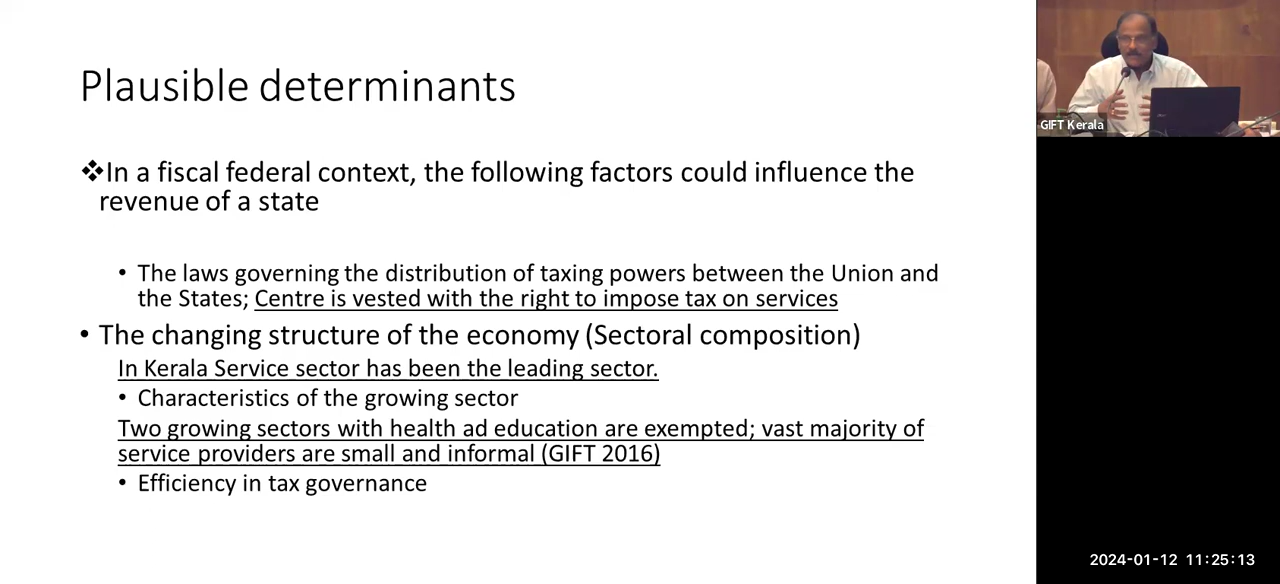 Plausible determinants
❖In a fiscal federal context, the following factors could influence the
revenue of a state
• The laws governing the distribution of taxing powers between the Union and
the States; Centre is vested with the right to impose tax on services
• The changing structure of the economy (Sectoral composition)
In Kerala Service sector has been the leading sector.
• Characteristics of the growing sector
Two growing sectors with health ad education are exempted; vast majority of
service providers are small and informal (GIFT 2016)
• Efficiency in tax governance
GIFT Kerala
2024-01-12 11:25:13